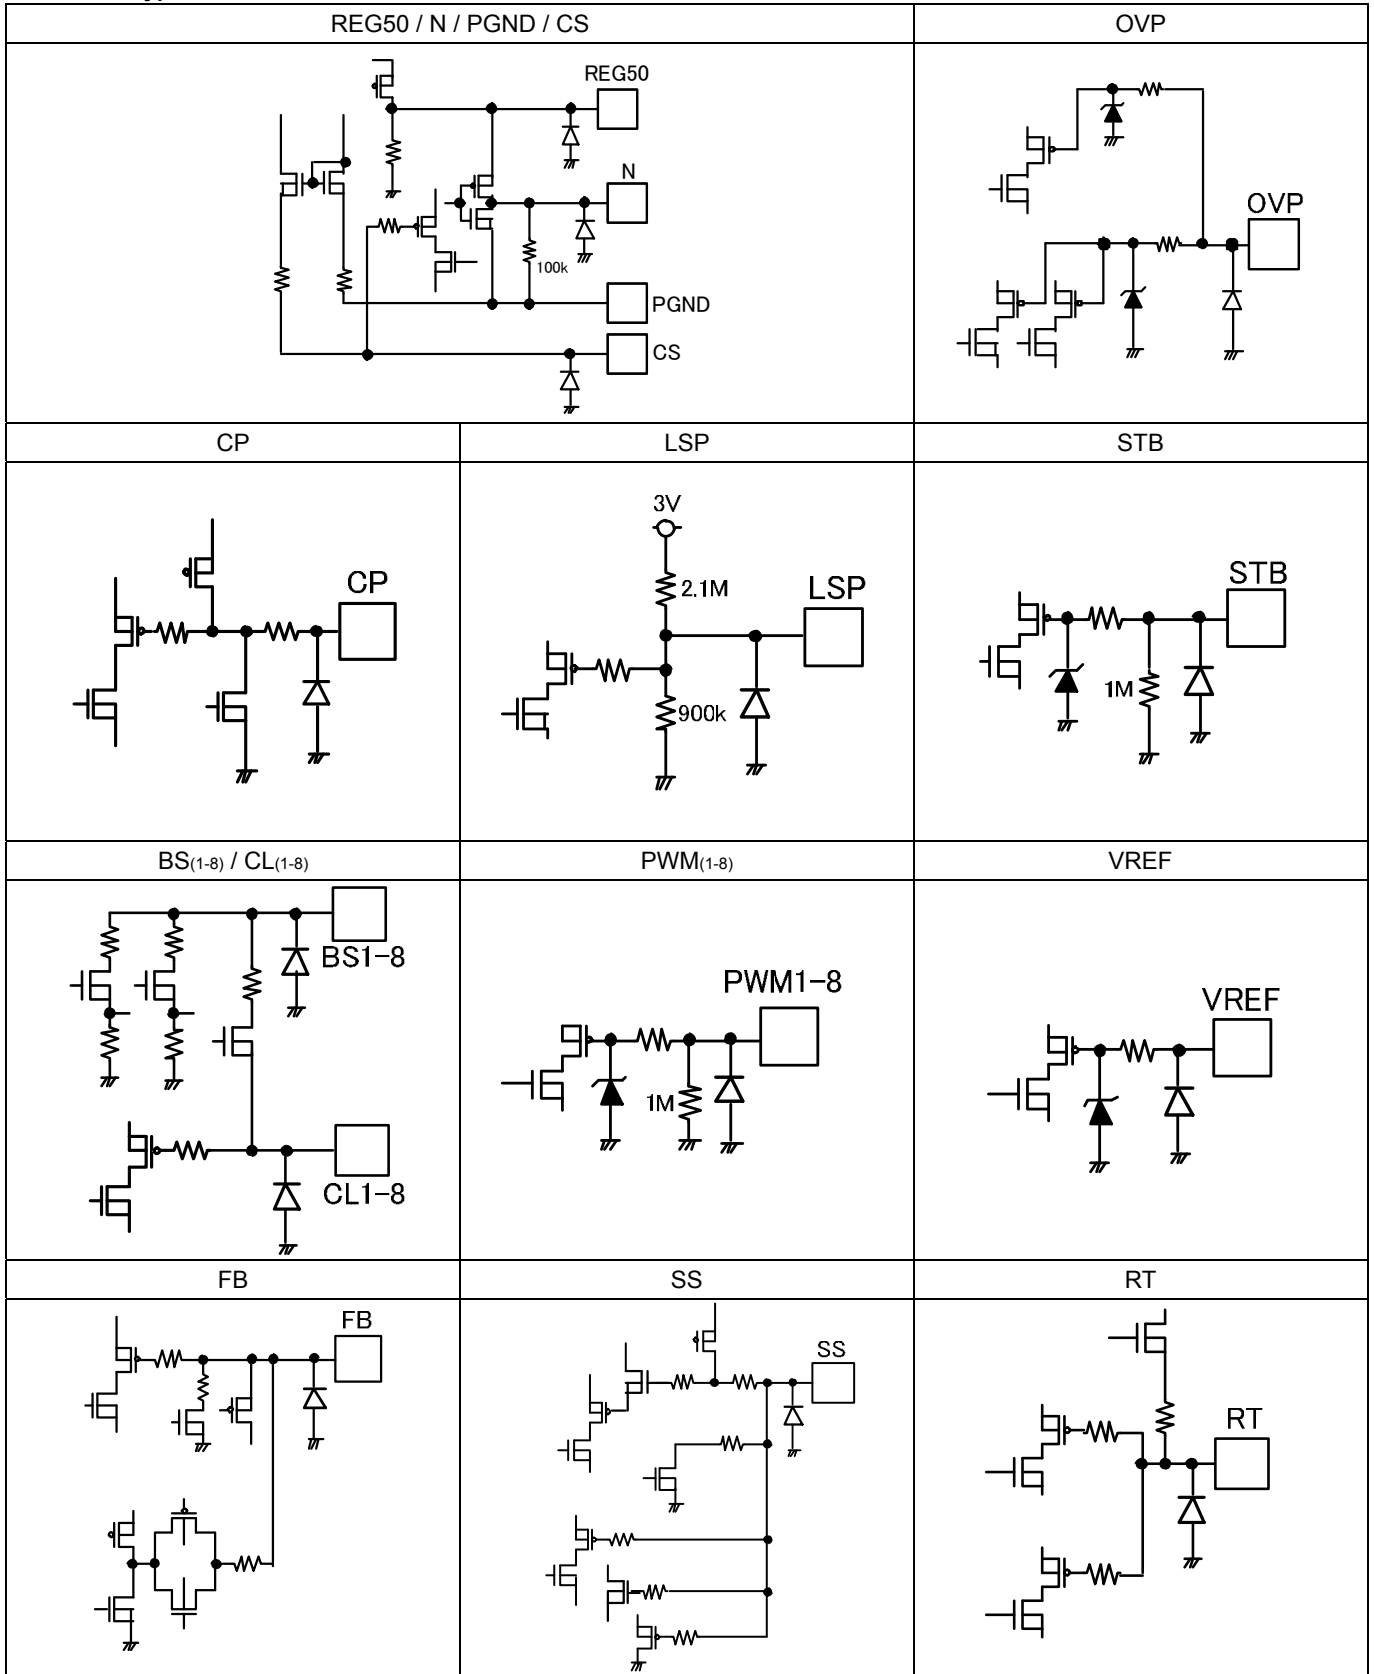 REG50 / N / PGND / CS
OVP
REG50
N
100k
PGND
CS
OVP
CP
LSP
STB
CP
3V
2.1M
LSP
900k
STB
1M
BS(1-8) / CL(1-8)
PWM(1-8)
VREF
BS1-8
CL1-8
PWM1-8
1M
VREF
FB
SS
RT
FB
SS
RT